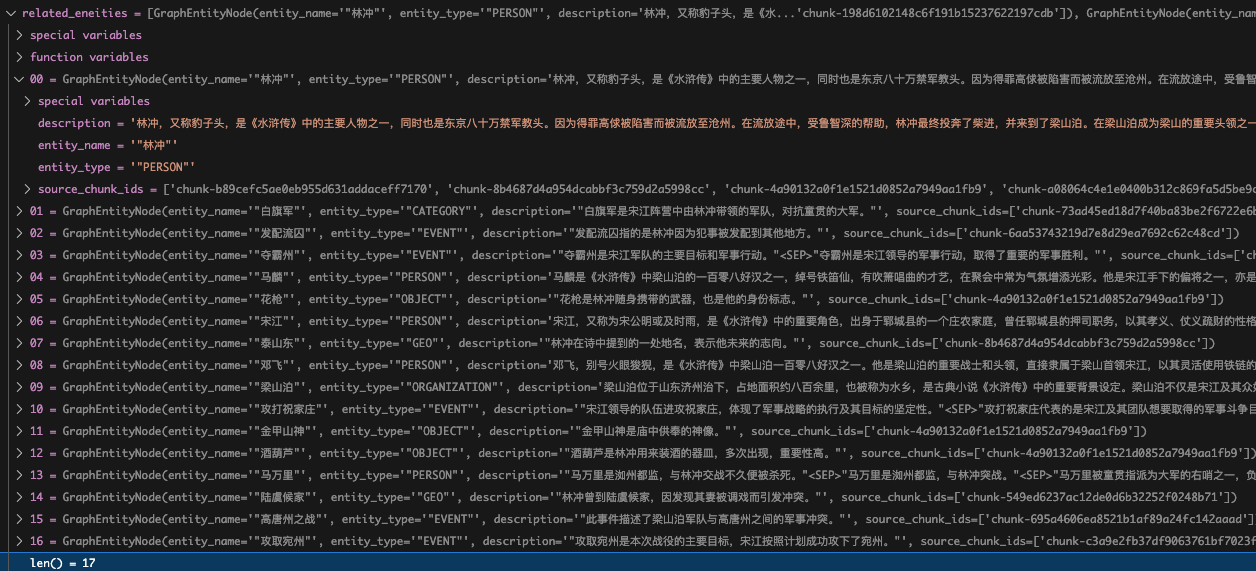 related_eneities = [GraphEntityNode(entity_name='"林冲"', entity_type='"PERSON"', description='林冲，又称豹子头，是《水...'chunk-198d6102148c6f191b15237622197cdb']), GraphEntityNode(entity_nam
special variables
function variables
00 = GraphEntityNode(entity_name='"林冲"', entity_type='"PERSON"', description='林冲，又称豹子头，是《水浒传》中的主要人物之一，同时也是东京八十万禁军教头。因为得罪高俅被陷害而被流放至沧州。在流放途中，受鲁智
special variables
description = '林冲，又称豹子头，是《水浒传》中的主要人物之一，同时也是东京八十万禁军教头。因为得罪高俅被陷害而被流放至沧州。在流放途中，受鲁智深的帮助，林冲最终投奔了柴进，并来到了梁山泊。在梁山泊成为梁山的重要头领之一
entity_name = '"林冲"'
entity_type = '"PERSON"'
source_chunk_ids = ['chunk-b89cefc5ae0eb955d631addaceff7170', 'chunk-8b4687d4a954dcabbf3c759d2a5998cc', 'chunk-4a90132a0f1e1521d0852a7949aa1fb9', 'chunk-a08064c4e1e0400b312c869fa5d5be9c
01 = GraphEntityNode(entity_name='"白旗军"', entity_type='"CATEGORY"', description='"白旗军是宋江阵营中由林冲带领的军队，对抗童贯的大军。"', source_chunk_ids=['chunk-73ad45ed18d7f40ba83be2f6722e6b
02 = GraphEntityNode(entity_name='"发配流囚"', entity_type='"EVENT"', description='"发配流囚指的是林冲因为犯事被发配到其他地方。"', source_chunk_ids=['chunk-6aa53743219d7e8d29ea7692c62c48cd'])
03 = GraphEntityNode(entity_name='"夺霸州"', entity_type='"EVENT"', description='"夺霸州是宋江军队的主要目标和军事行动。"<SEP>"夺霸州是宋江领导的军事行动，取得了重要的军事胜利。"', source_chunk_ids=['ch
04 = GraphEntityNode(entity_name='"马麟"', entity_type='"PERSON"', description='马麟是《水浒传》中梁山泊的一百零八好汉之一，绰号铁笛仙，有吹箫唱曲的才艺，在聚会中常为气氛增添光彩。他是宋江手下的偏将之一，亦是
05 = GraphEntityNode(entity_name='"花枪"', entity_type='"OBJECT"', description='"花枪是林冲随身携带的武器，也是他的身份标志。"', source_chunk_ids=['chunk-4a90132a0f1e1521d0852a7949aa1fb9'])
06 = GraphEntityNode(entity_name='"宋江"', entity_type='"PERSON"', description='宋江，又称为宋公明或及时雨，是《水浒传》中的重要角色，出身于郓城县的一个庄农家庭，曾任郓城县的押司职务，以其孝义、仗义疏财的性格
07 = GraphEntityNode(entity_name='"泰山东"', entity_type='"GEO"', description='"林冲在诗中提到的一处地名，表示他未来的志向。"', source_chunk_ids=['chunk-8b4687d4a954dcabbf3c759d2a5998cc'])
08 = GraphEntityNode(entity_name='"邓飞"', entity_type='"PERSON"', description='邓飞，别号火眼狻猊，是《水浒传》中梁山泊一百零八好汉之一。他是梁山泊的重要战士和头领，直接隶属于梁山首领宋江，以其灵活使用铁链的
09 = GraphEntityNode(entity_name='"梁山泊"', entity_type='"ORGANIZATION"', description='梁山泊位于山东济州治下，占地面积约八百余里，也被称为水乡，是古典小说《水浒传》中的重要背景设定。梁山泊不仅是宋江及其众
10 = GraphEntityNode(entity_name='"攻打祝家庄"', entity_type='"EVENT"', description='"宋江领导的队伍进攻祝家庄，体现了军事战略的执行及其目标的坚定性。"<SEP>"攻打祝家庄代表的是宋江及其团队想要取得的军事斗争目
11 = GraphEntityNode(entity_name='"金甲山神"', entity_type='"OBJECT"', description='"金甲山神是庙中供奉的神像。"', source_chunk_ids=['chunk-4a90132a0f1e1521d0852a7949aa1fb9'])
12 = GraphEntityNode(entity_name='"酒葫芦"', entity_type='"OBJECT"', description='"酒葫芦是林冲用来装酒的器皿，多次出现，重要性高。"', source_chunk_ids=['chunk-4a90132a0f1e1521d0852a7949aa1fb9'])
13 = GraphEntityNode(entity_name='"马万里"', entity_type='"PERSON"', description='"马万里是洳州都监，与林冲交战不久便被杀死。"<SEP>"马万里是洳州都监，与林冲突战。"<SEP>"马万里被童贯指派为大军的右哨之一，负
14 = GraphEntityNode(entity_name='"陆虞候家"', entity_type='"GEO"', description='"林冲曾到陆虞候家，因发现其妻被调戏而引发冲突。"', source_chunk_ids=['chunk-549ed6237ac12de0d6b32252f0248b71'])
15 = GraphEntityNode(entity_name='"高唐州之战"', entity_type='"EVENT"', description='"此事件描述了梁山泊军队与高唐州之间的军事冲突。"', source_chunk_ids=['chunk-695a4606ea8521b1af89a24fc142aaad']
16 = GraphEntityNode(entity_name='"攻取宛州"', entity_type='"EVENT"', description='"攻取宛州是本次战役的主要目标，宋江按照计划成功攻下了宛州。"', source_chunk_ids=['chunk-c3a9e2fb37df9063761bf7023f
len() = 17